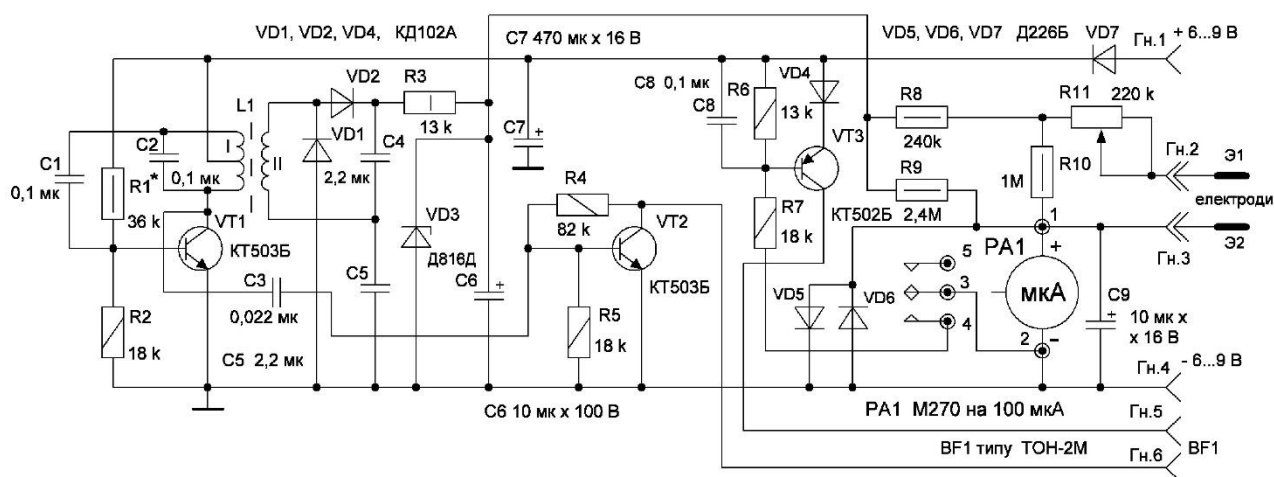 VD1, VD2, VD4, КД102А
C7 470 мк x 16 В
VD5, VD6, VD7 Д226Б
VD7
Гн.1
+ 6...9 В
VD2
R3
13 k
C8 0,1 мк
C8
R6
13 k
VD4
R8
240k
R11
220 k
L1
I
II
C1
0,1 мк
C2
0,1 мк
R1*
36 k
VD1
C4
2,2 мк
C7
+
VT3
R9
2,4М
R10
1М
Гн.2
Э1
електроди
Э2
Гн.3
VT1
КТ503Б
VD3
Д816Д
R4
82 k
VT2
КТ503Б
R7
18 k
КТ502Б
1
PA1
+
мкА
5
3
4
2
-
VD5
VD6
C9
+
10 мк х
х 16 В
C3
0,022 мк
C5
C6
+
R2
18 k
R5
18 k
C5 2,2 мк
C6 10 мк x 100 В
Гн.4
- 6...9 В
PA1 М270 на 100 мкА
Гн.5
BF1 типу ТОН-2М
Гн.6
BF1